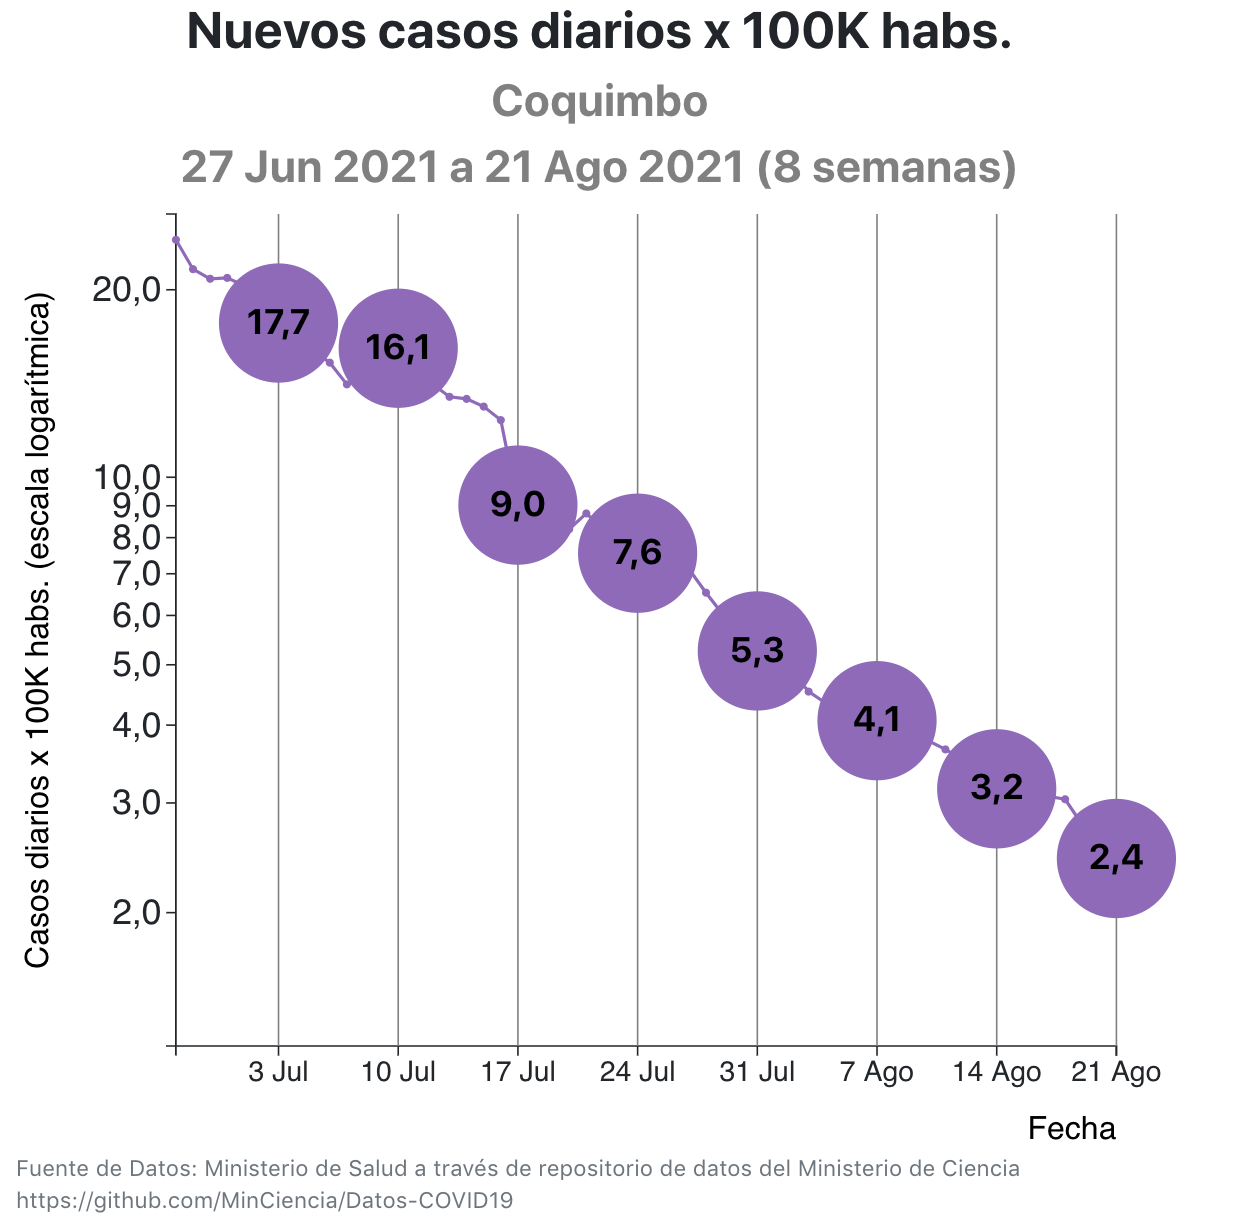 Nuevos casos diarios x 100K habs.
Coquimbo
27 Jun 2021 a 21 Ago 2021 (8 semanas)
Casos diarios x 100K habs. (escala logarítmica)
20,0
10,0
9,0
8,0
7,0
6,0
5,0
4,0
3,0
2,0
17,7
16,1
9,0
7,6
5,3
4,1
3,2
2,4
3 Jul
10 Jul
17 Jul
24 Jul
31 Jul
7 Ago
14 Ago
21 Ago
Fecha
Fuente de Datos: Ministerio de Salud a través de repositorio de datos del Ministerio de Ciencia
https://github.com/MinCiencia/Datos-COVID19